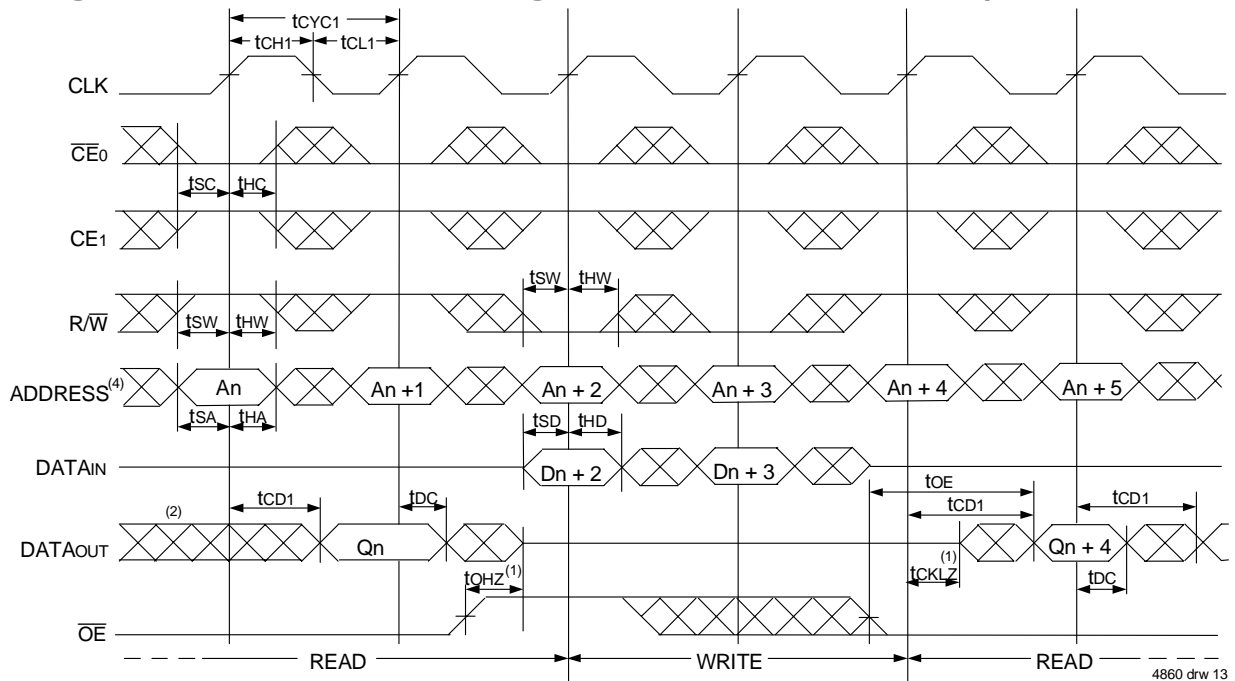 tCYC1
tCH1 tCL1
CLK
CE0
tSC tHC
CE1
tSW tHW
R/W
tSW tHW
ADDRESS(4) An An + 1 An + 2 An + 3 An + 4 An + 5
tSA tHA tSD tHD
DATAIN Dn + 2 Dn + 3
tOE
(2) tCD1 tDC tCD1 tCD1
DATAOUT Qn Qn + 4
tOHZ(1) tCKLZ(1) tDC
OE
READ WRITE READ
4860 drw 13